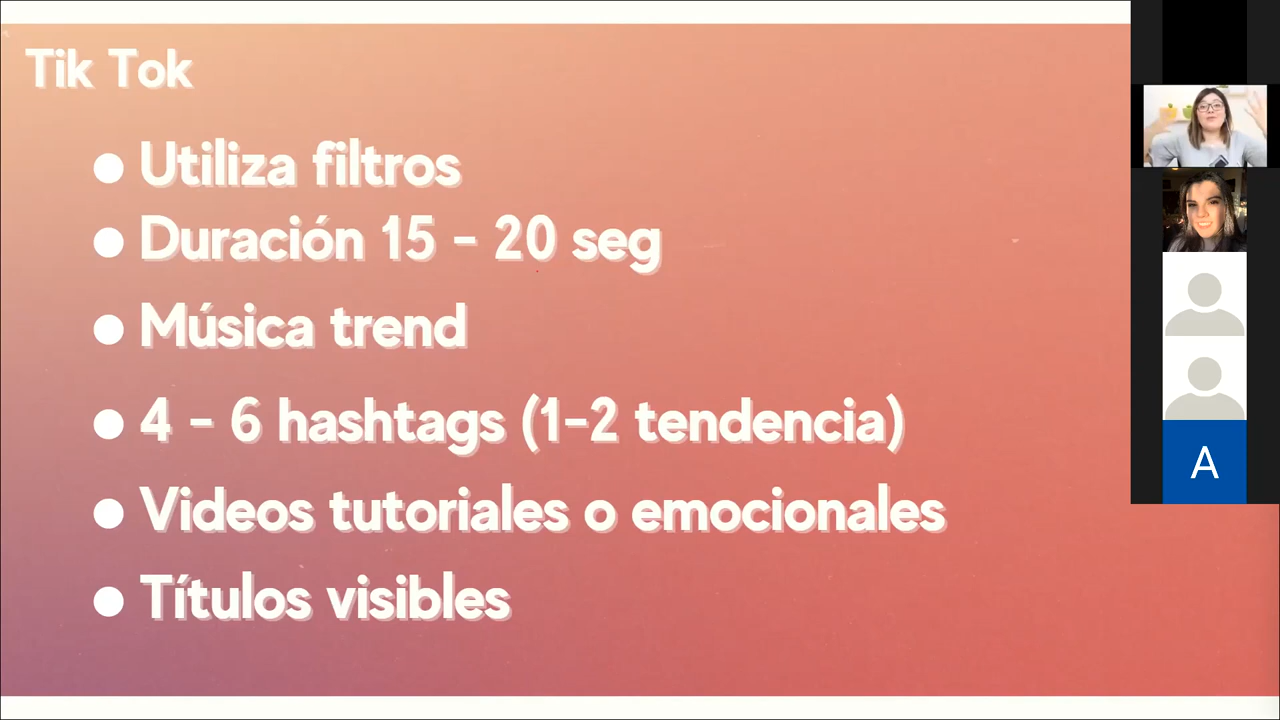 Tik Tok
● Utiliza filtros
● Duración 15 - 20 seg
● Música trend
● 4 - 6 hashtags (1-2 tendencia)
● Videos tutoriales o emocionales
● Títulos visibles
A